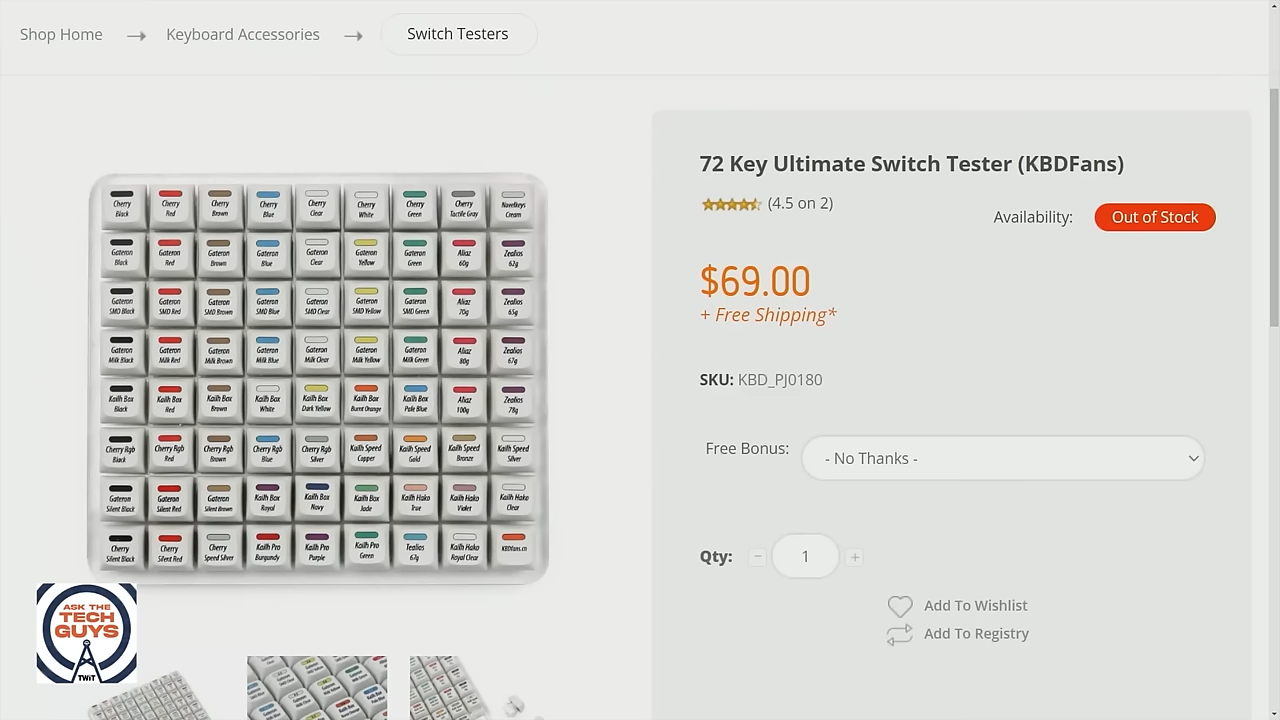 Shop Home → Keyboard Accessories → Switch Testers
72 Key Ultimate Switch Tester (KBDFans)
(4.5 on 2)
Availability: Out of Stock
$69.00
+ Free Shipping*
SKU: KBD_PJ0180
Free Bonus: - No Thanks -
Qty: − 1 +
Add To Wishlist
Add To Registry
Cherry Black Cherry Red Cherry Brown Cherry Blue Cherry Clear Cherry White Cherry Green Cherry Tactile Gray Novelkeys Cream
Gateron Black Gateron Red Gateron Brown Gateron Blue Gateron Clear Gateron Yellow Gateron Green Aliaz 60g Zealios 62g
Gateron SMD Black Gateron SMD Red Gateron SMD Brown Gateron SMD Blue Gateron SMD Clear Gateron SMD Yellow Gateron SMD Green Aliaz 70g Zealios 65g
Gateron Milk Black Gateron Milk Red Gateron Milk Brown Gateron Milk Blue Gateron Milk Clear Gateron Milk Yellow Gateron Milk Green Aliaz 80g Zealios 67g
Kailh Box Black Kailh Box Red Kailh Box Brown Kailh Box White Kailh Box Dark Yellow Kailh Box Burnt Orange Kailh Box Pale Blue Aliaz 100g Zealios 78g
Cherry Rgb Black Cherry Rgb Red Cherry Rgb Brown Cherry Rgb Blue Cherry Rgb Silver Kailh Speed Copper Kailh Speed Gold Kailh Speed Bronze Kailh Speed Silver
Gateron Silent Black Gateron Silent Red Gateron Silent Brown Kailh Box Royal Kailh Box Navy Kailh Box Jade Kailh Hako True Kailh Hako Violet Kailh Hako Clear
Cherry Silent Black Cherry Silent Red Cherry Speed Silver Kailh Pro Burgundy Kailh Pro Purple Kailh Pro Green Tealios 67g Kailh Hako Royal Clear KBDfans.cn
ASK THE
TECH
GUYS
TWiT